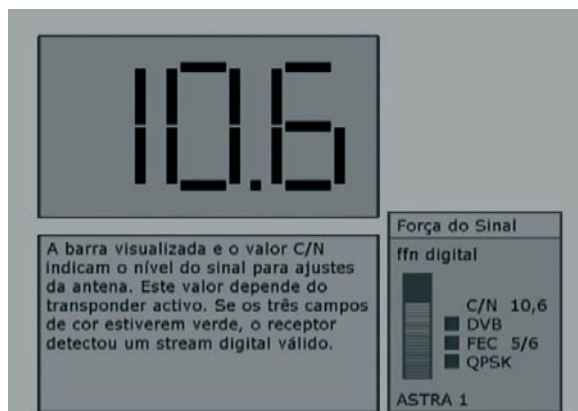 10.6
A barra visualizada e o valor C/N
indicam o nível do sinal para ajustes
da antena. Este valor depende do
transponder activo. Se os três campos
de cor estiverem verde, o receptor
detectou um stream digital válido.
Força do Sinal
ffn digital
C/N 10,6
DVB
FEC 5/6
QPSK
ASTRA 1